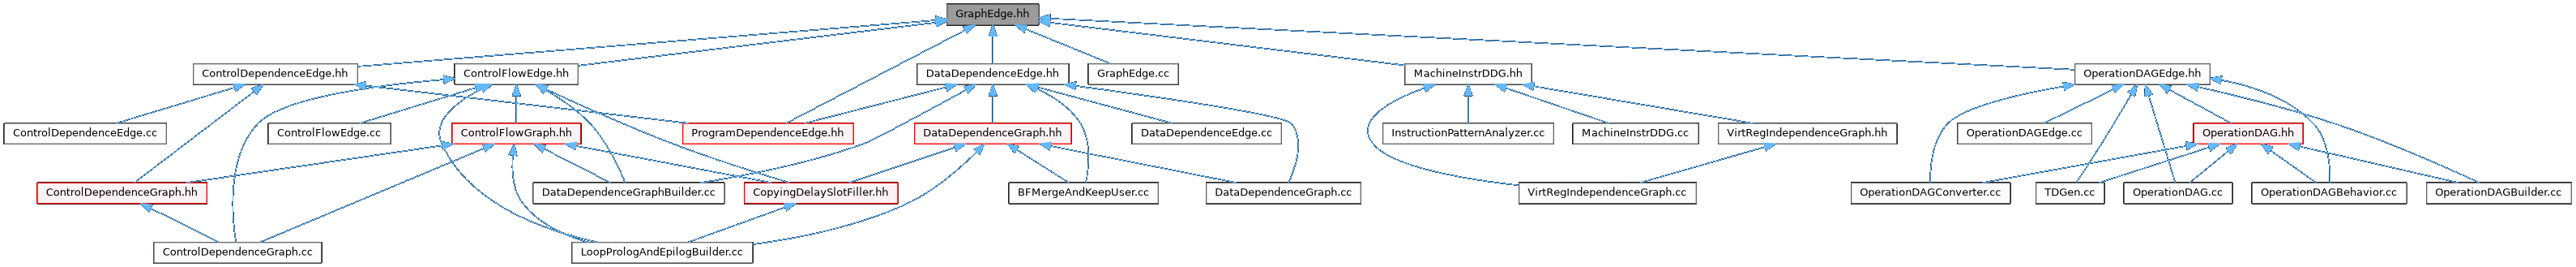 GraphEdge.hh
ControlDependenceEdge.hh
ControlFlowEdge.hh
DataDependenceEdge.hh
GraphEdge.cc
MachineInstrDDG.hh
OperationDAGEdge.hh
ControlDependenceEdge.cc
ControlFlowEdge.cc
ControlFlowGraph.hh
ProgramDependenceEdge.hh
DataDependenceGraph.hh
DataDependenceEdge.cc
InstructionPatternAnalyzer.cc
MachineInstrDDG.cc
VirtRegIndependenceGraph.hh
OperationDAGEdge.cc
OperationDAG.hh
ControlDependenceGraph.hh
DataDependenceGraphBuilder.cc
CopyingDelaySlotFiller.hh
BFMergeAndKeepUser.cc
DataDependenceGraph.cc
VirtRegIndependenceGraph.cc
OperationDAGConverter.cc
TDGen.cc
OperationDAG.cc
OperationDAGBehavior.cc
OperationDAGBuilder.cc
ControlDependenceGraph.cc
LoopPrologAndEpilogBuilder.cc